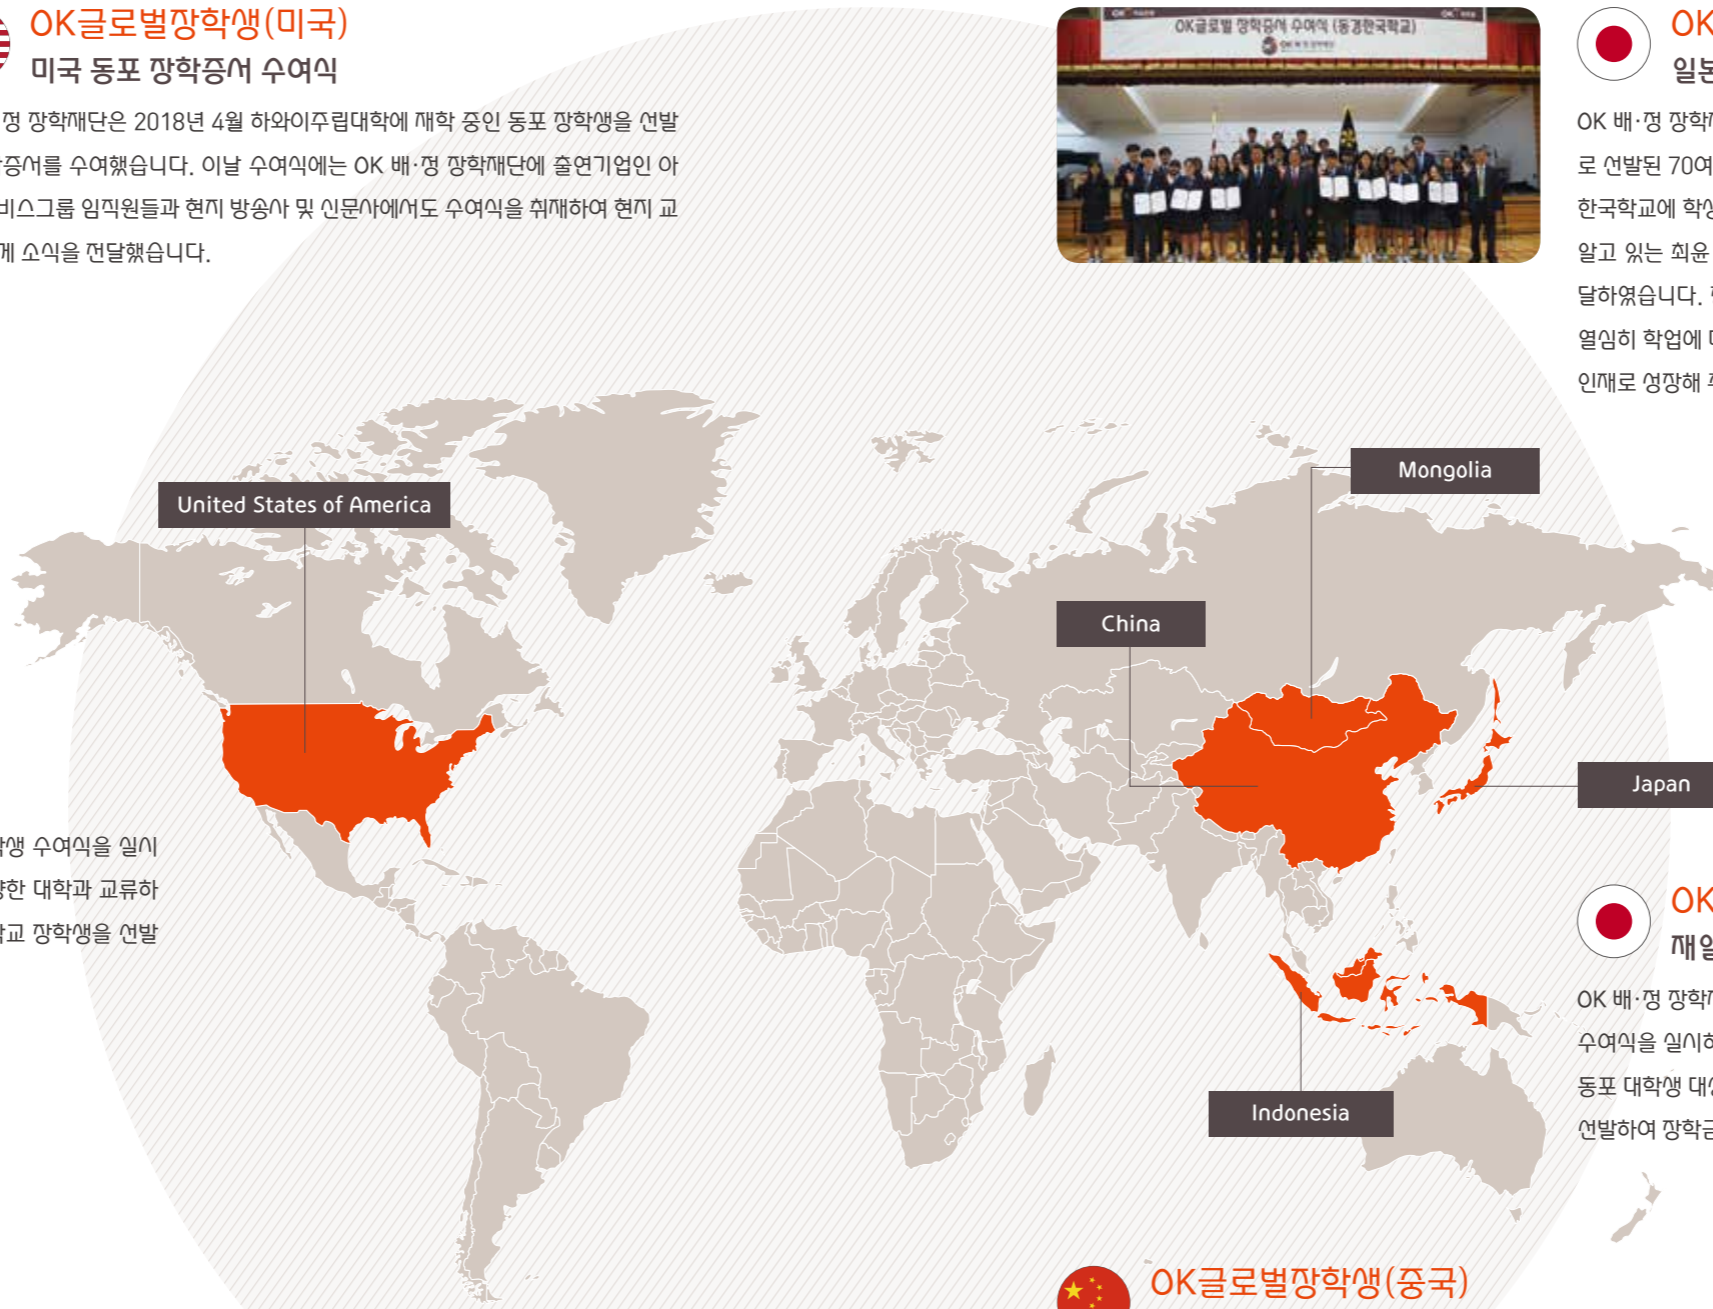 OK글로벌장학생(미국)
미국 동포 장학증서 수여식
정 장학재단은 2018년 4월 하와이주립대학에 재학 중인 동포 장학생을 선발
증서를 수여했습니다. 이날 수여식에는 OK 배·정 장학재단에 출연기업인 아
비스그룹 임직원들과 현지 방송사 및 신문사에서도 수여식을 취재하여 현지 교
께 소식을 전달했습니다.
OK글로벌 장학증서 수여식 (동경한국학교)
OK
일본
OK 배·정 장학재
로 선발된 70여
한국학교에 학생
알고 있는 최윤
달하였습니다.
열심히 학업에
인재로 성장해
United States of America
Mongolia
China
Japan
학생 수여식을 실시
양한 대학과 교류하
학교 장학생을 선발
OK
재일
OK 배·정 장학재
수여식을 실시하
동포 대학생 대상
선발하여 장학금
Indonesia
OK글로벌장학생(중국)